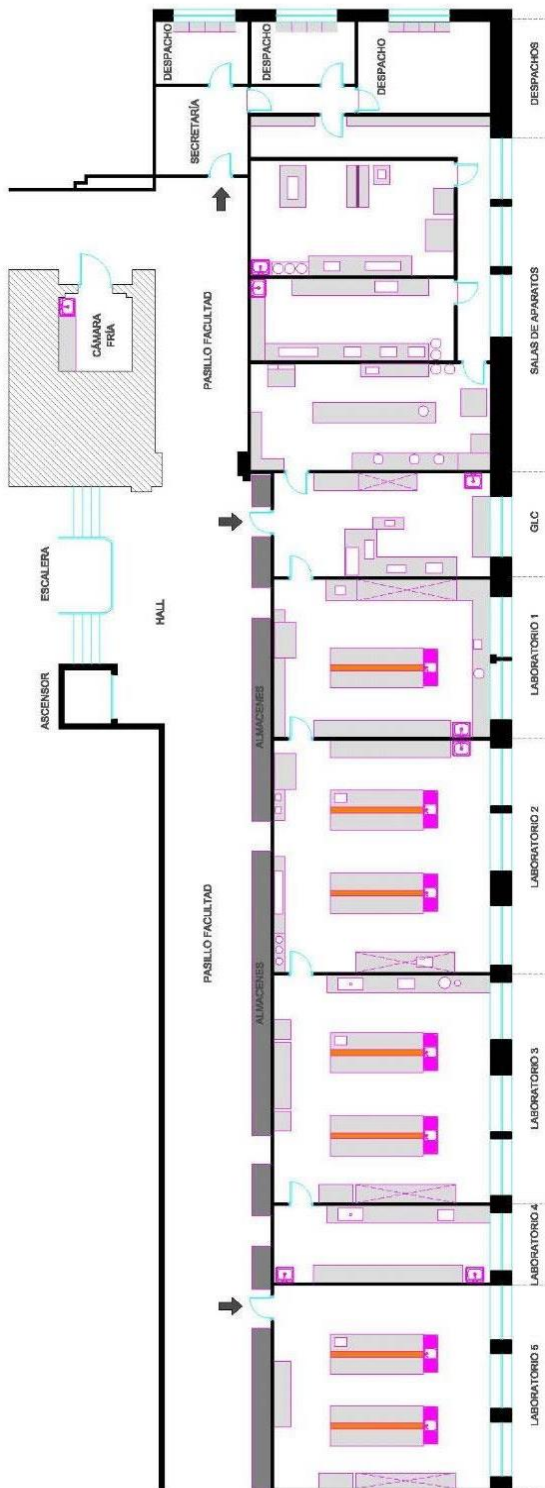 DESPACHO
DESPACHO
DESPACHO
DESPACHOS
SECRETARÍA
CÁMARA
FRÍA
PASILLO FACULTAD
SALAS DE APARATOS
ESCALERA
HALL
GLC
ASCENSOR
ALMACENES
LABORATORIO 1
LABORATORIO 2
PASILLO FACULTAD
ALMACENES
LABORATORIO 3
LABORATORIO 4
LABORATORIO 5